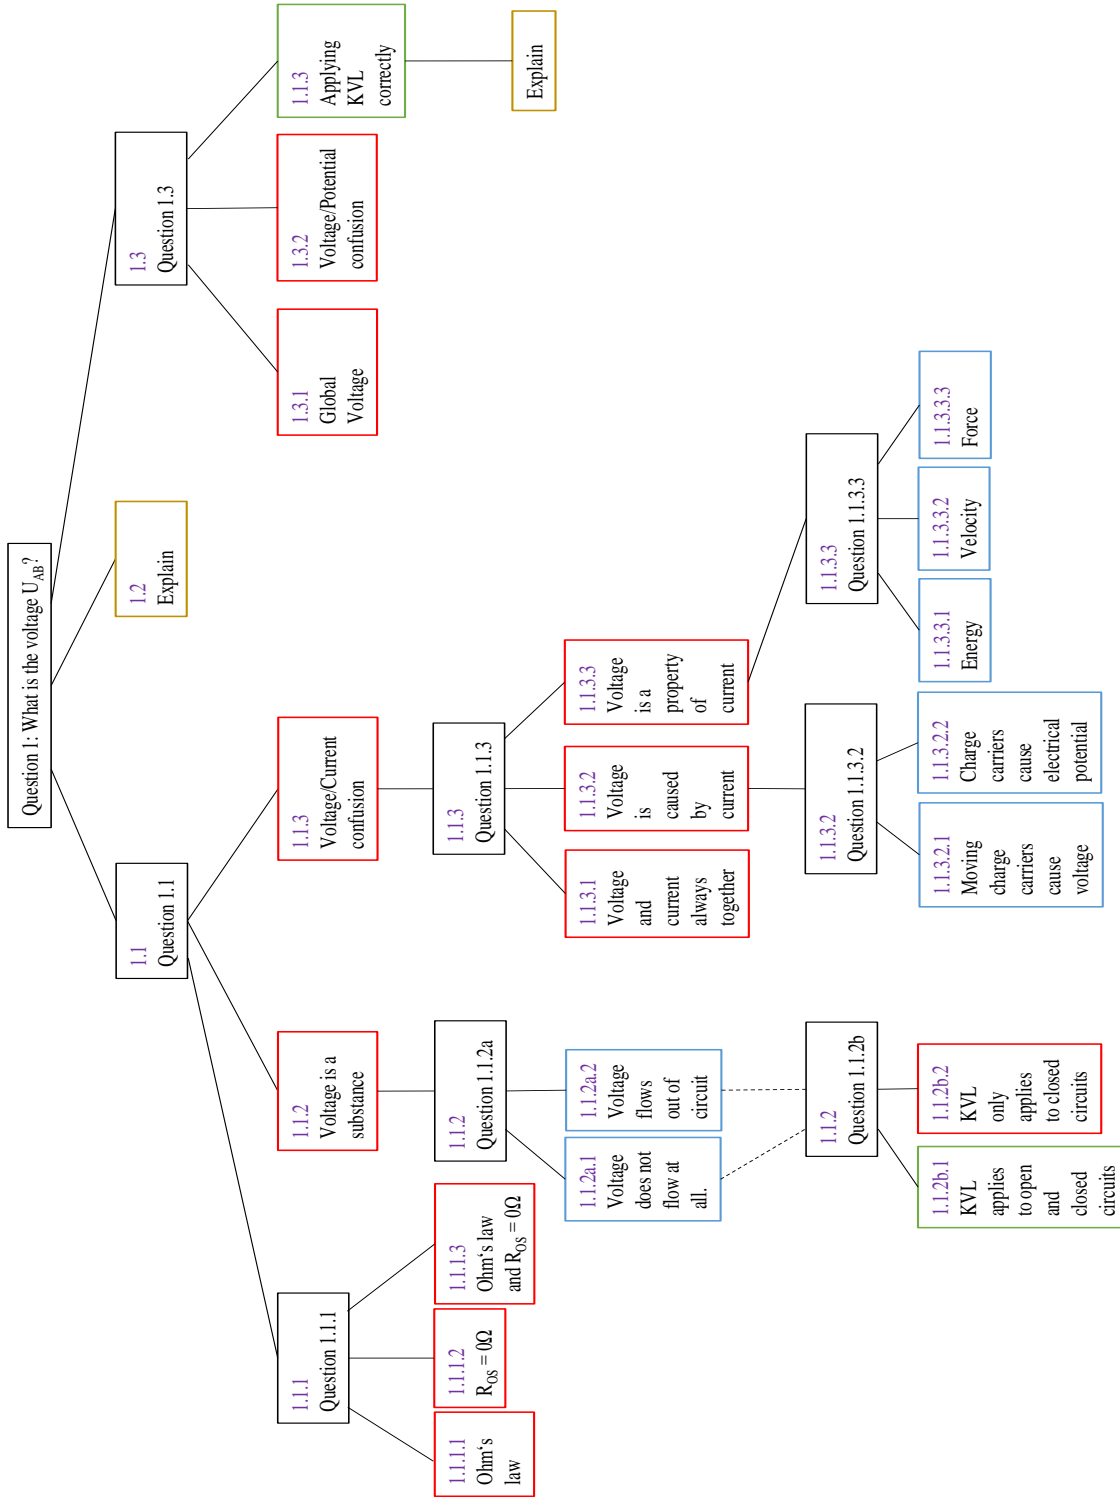 Question 1: What is the voltage U_AB?
1.1
Question 1.1
1.2
Explain
1.3
Question 1.3
1.1.1
Question 1.1.1
1.1.2
Voltage is a
substance
1.1.3
Voltage/Current
confusion
1.3.1
Global
Voltage
1.3.2
Voltage/Potential
confusion
1.1.3
Applying
KVL
correctly
1.1.1.1
Ohm‘s
law
1.1.1.2
R_OS = 0Ω
1.1.1.3
Ohm‘s law
and R_OS = 0Ω
1.1.2
Question 1.1.2a
1.1.3
Question 1.1.3
Explain
1.1.2a.1
Voltage
does not
flow at
all.
1.1.2a.2
Voltage
flows
out of
circuit
1.1.3.1
Voltage
and
current
always
together
1.1.3.2
Voltage
is
caused
by
current
1.1.3.3
Voltage
is a
property
of
current
1.1.2
Question 1.1.2b
1.1.3.2
Question 1.1.3.2
1.1.3.3
Question 1.1.3.3
1.1.2b.1
KVL
applies
to open
and
closed
circuits
1.1.2b.2
KVL
only
applies
to closed
circuits
1.1.3.2.1
Moving
charge
carriers
cause
voltage
1.1.3.2.2
Charge
carriers
cause
electrical
potential
1.1.3.3.1
Energy
1.1.3.3.2
Velocity
1.1.3.3.3
Force